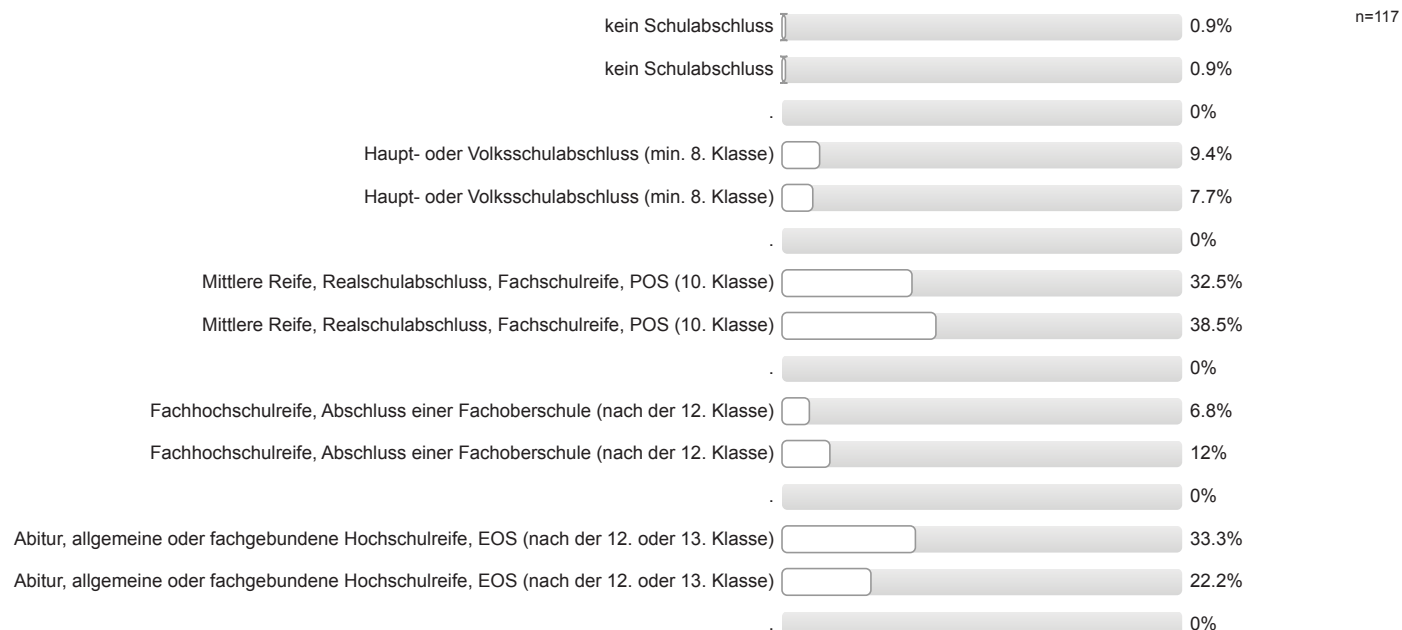 kein Schulabschluss 0.9% n=117
kein Schulabschluss 0.9%
. 0%
Haupt- oder Volksschulabschluss (min. 8. Klasse) 9.4%
Haupt- oder Volksschulabschluss (min. 8. Klasse) 7.7%
. 0%
Mittlere Reife, Realschulabschluss, Fachschulreife, POS (10. Klasse) 32.5%
Mittlere Reife, Realschulabschluss, Fachschulreife, POS (10. Klasse) 38.5%
. 0%
Fachhochschulreife, Abschluss einer Fachoberschule (nach der 12. Klasse) 6.8%
Fachhochschulreife, Abschluss einer Fachoberschule (nach der 12. Klasse) 12%
. 0%
Abitur, allgemeine oder fachgebundene Hochschulreife, EOS (nach der 12. oder 13. Klasse) 33.3%
Abitur, allgemeine oder fachgebundene Hochschulreife, EOS (nach der 12. oder 13. Klasse) 22.2%
. 0%